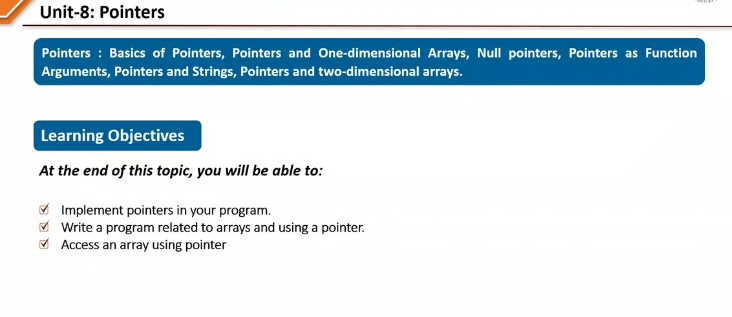 Unit-8: Pointers
Pointers : Basics of Pointers, Pointers and One-dimensional Arrays, Null pointers, Pointers as Function
Arguments, Pointers and Strings, Pointers and two-dimensional arrays.
Learning Objectives
At the end of this topic, you will be able to:
Implement pointers in your program.
Write a program related to arrays and using a pointer.
Access an array using pointer